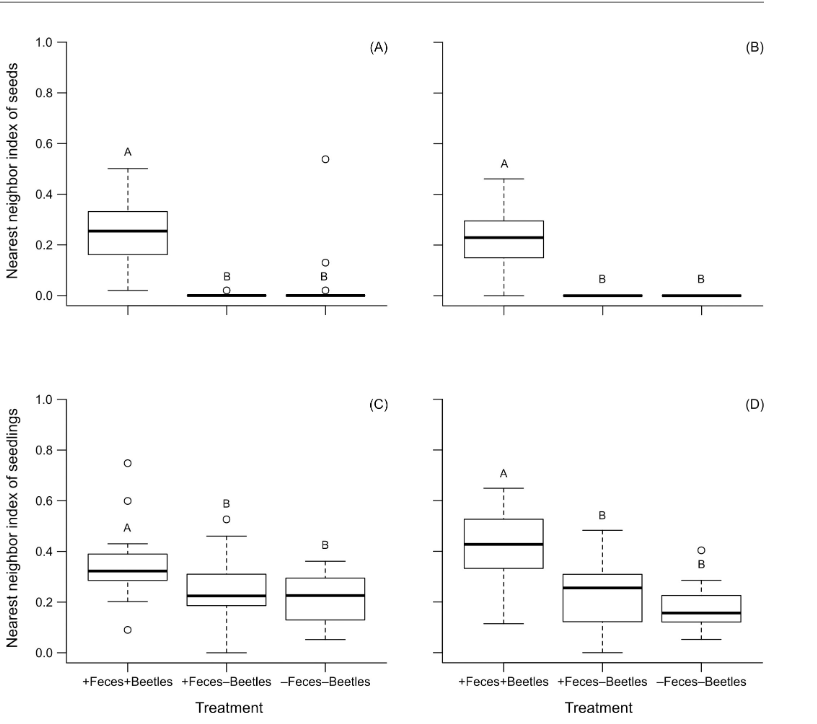 (A)
Nearest neighbor index of seeds
1.0
0.8
0.6
0.4
0.2
0.0
A
B
B
(B)
A
B
B
(C)
Nearest neighbor index of seedlings
1.0
0.8
0.6
0.4
0.2
0.0
A
B
B
+Feces+Beetles +Feces–Beetles –Feces–Beetles
Treatment
(D)
A
B
B
+Feces+Beetles +Feces–Beetles –Feces–Beetles
Treatment